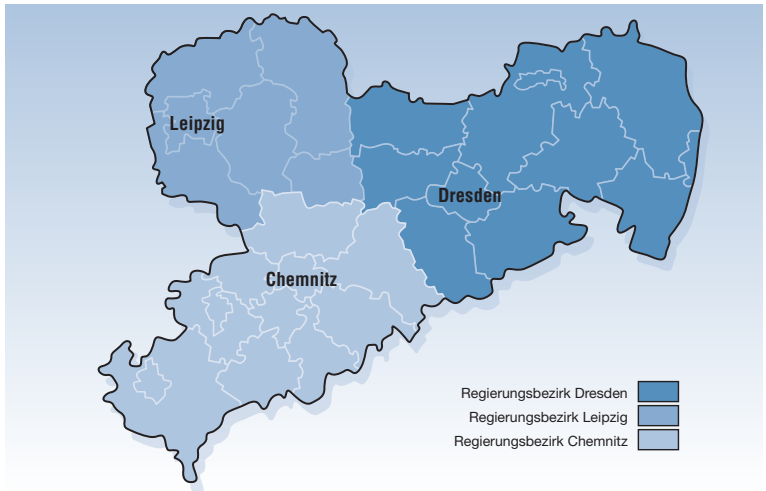 Leipzig
Dresden
Chemnitz
Regierungsbezirk Dresden
Regierungsbezirk Leipzig
Regierungsbezirk Chemnitz